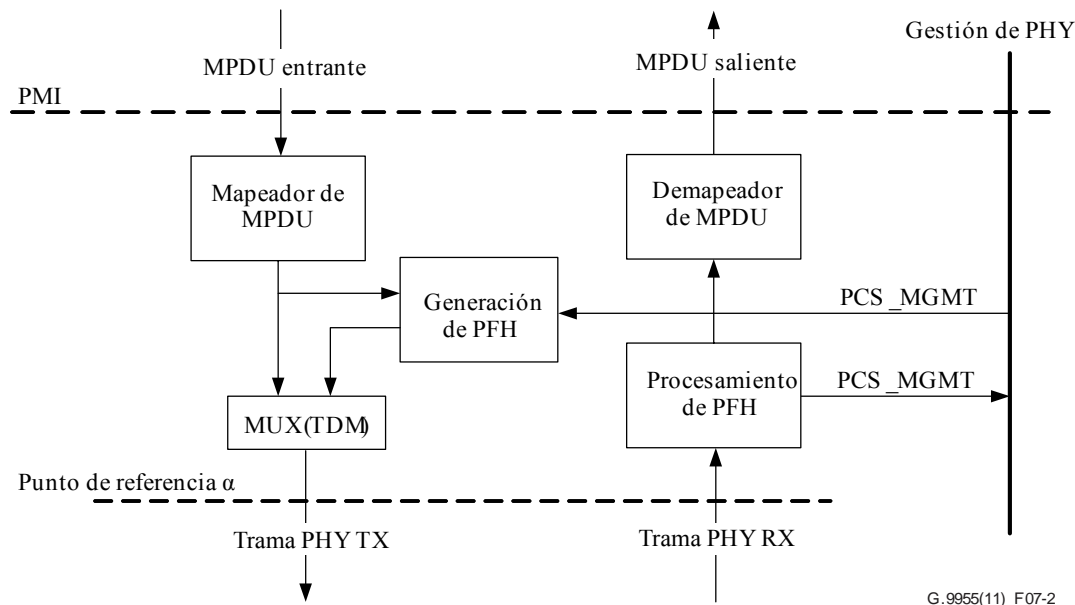 Gestión de PHY
MPDU entrante
MPDU saliente
PMI
Mapeador de
MPDU
Demapeador
de MPDU
Generación
de PFH
PCS _MGMT
Procesamiento
de PFH
PCS _MGMT
MUX(TDM)
Punto de referencia α
Trama PHY TX
Trama PHY RX
G.9955(11)_F07-2